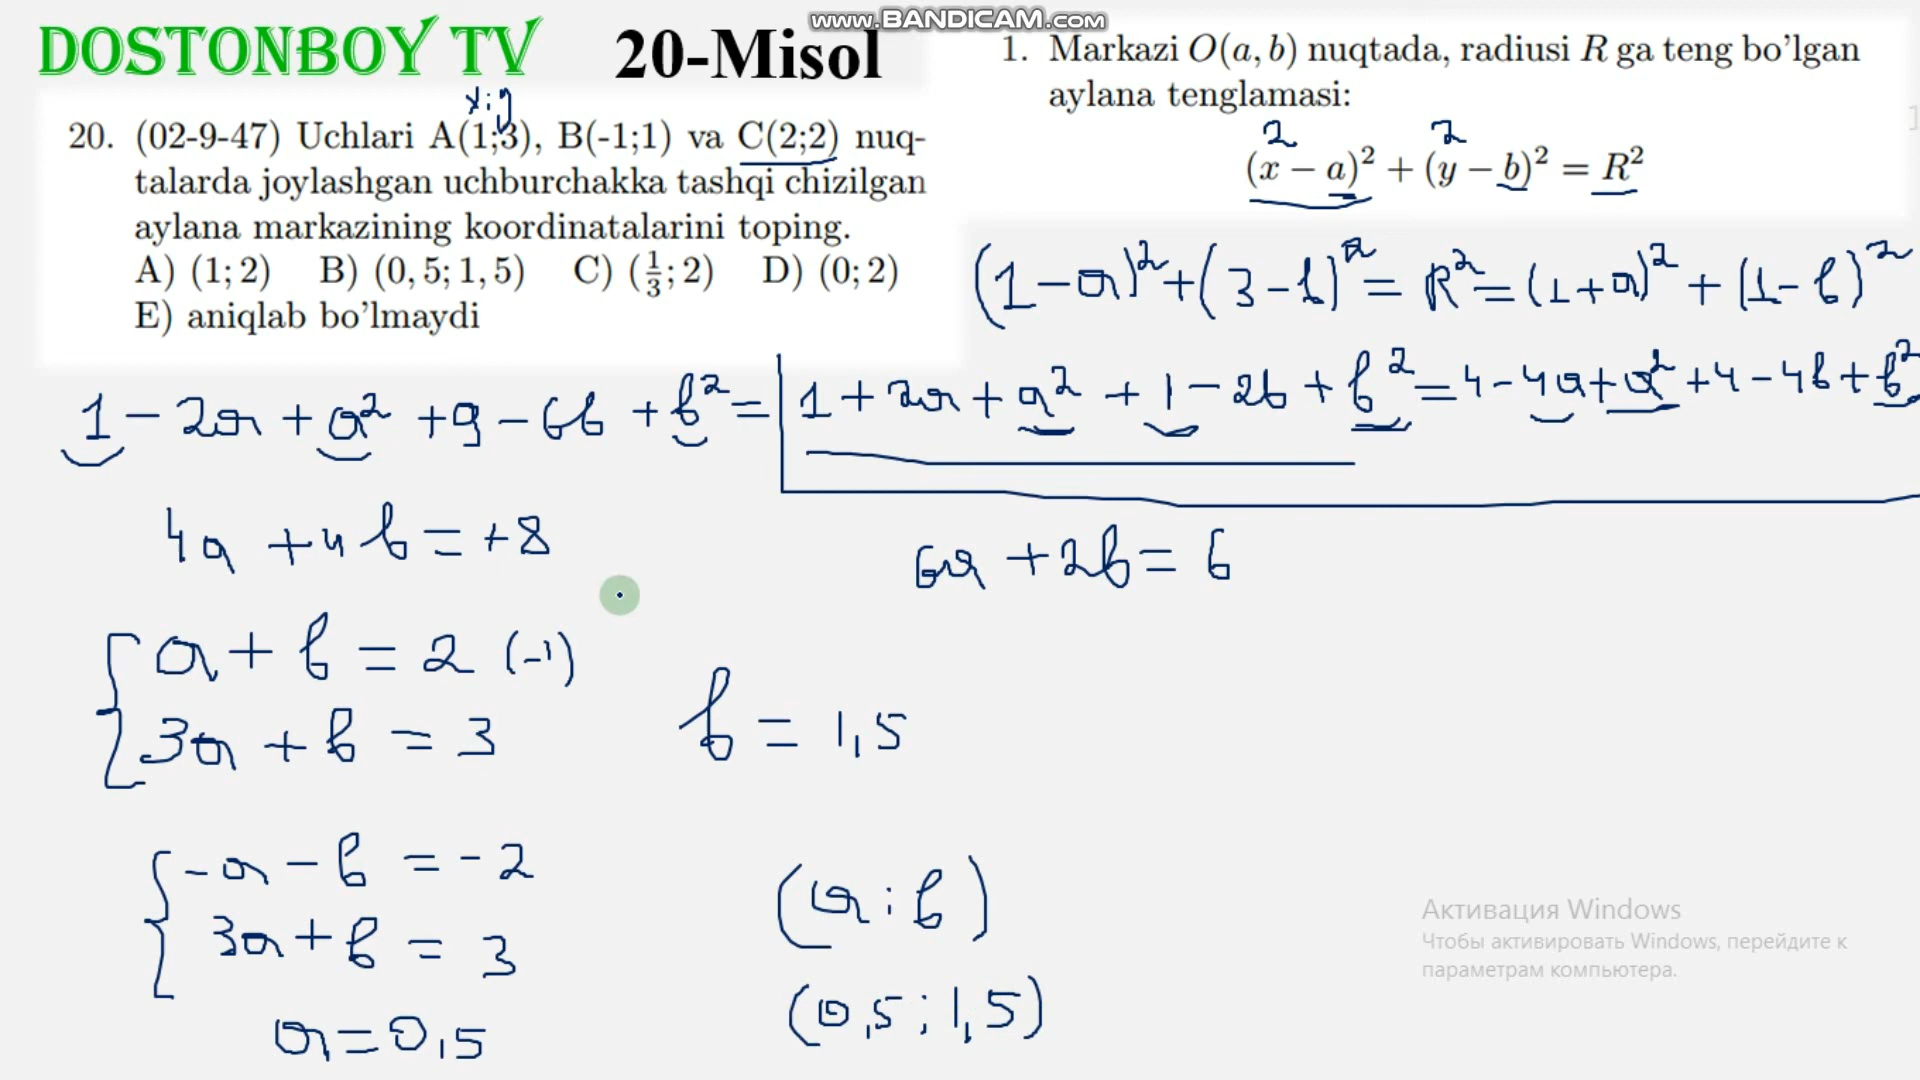 www.BANDICAM.com
DOSTONBOY TV
20-Misol
x;y
20. (02-9-47) Uchlari A(1;3), B(-1;1) va C(2;2) nuq-
talarda joylashgan uchburchakka tashqi chizilgan
aylana markazining koordinatalarini toping.
A) (1; 2) B) (0, 5; 1, 5) C) (1/3; 2) D) (0; 2)
E) aniqlab bo'lmaydi
1. Markazi O(a, b) nuqtada, radiusi R ga teng bo'lgan
aylana tenglamasi:
2 2
(x − a)² + (y − b)² = R²
(1-a)²+(3-b)² = R² = (1+a)² + (1-b)²
1 - 2a + a² + 9 - 6b + b² = 1 + 2a + a² + 1 - 2b + b² = 4 - 4a + a² + 4 - 4b + b²
4a + 4b = +8
6a + 2b = 6
a + b = 2 (-1)
3a + b = 3
b = 1,5
-a - b = -2
3a + b = 3
a = 0,5
(a ; b)
(0,5 ; 1,5)
Активация Windows
Чтобы активировать Windows, перейдите к
параметрам компьютера.